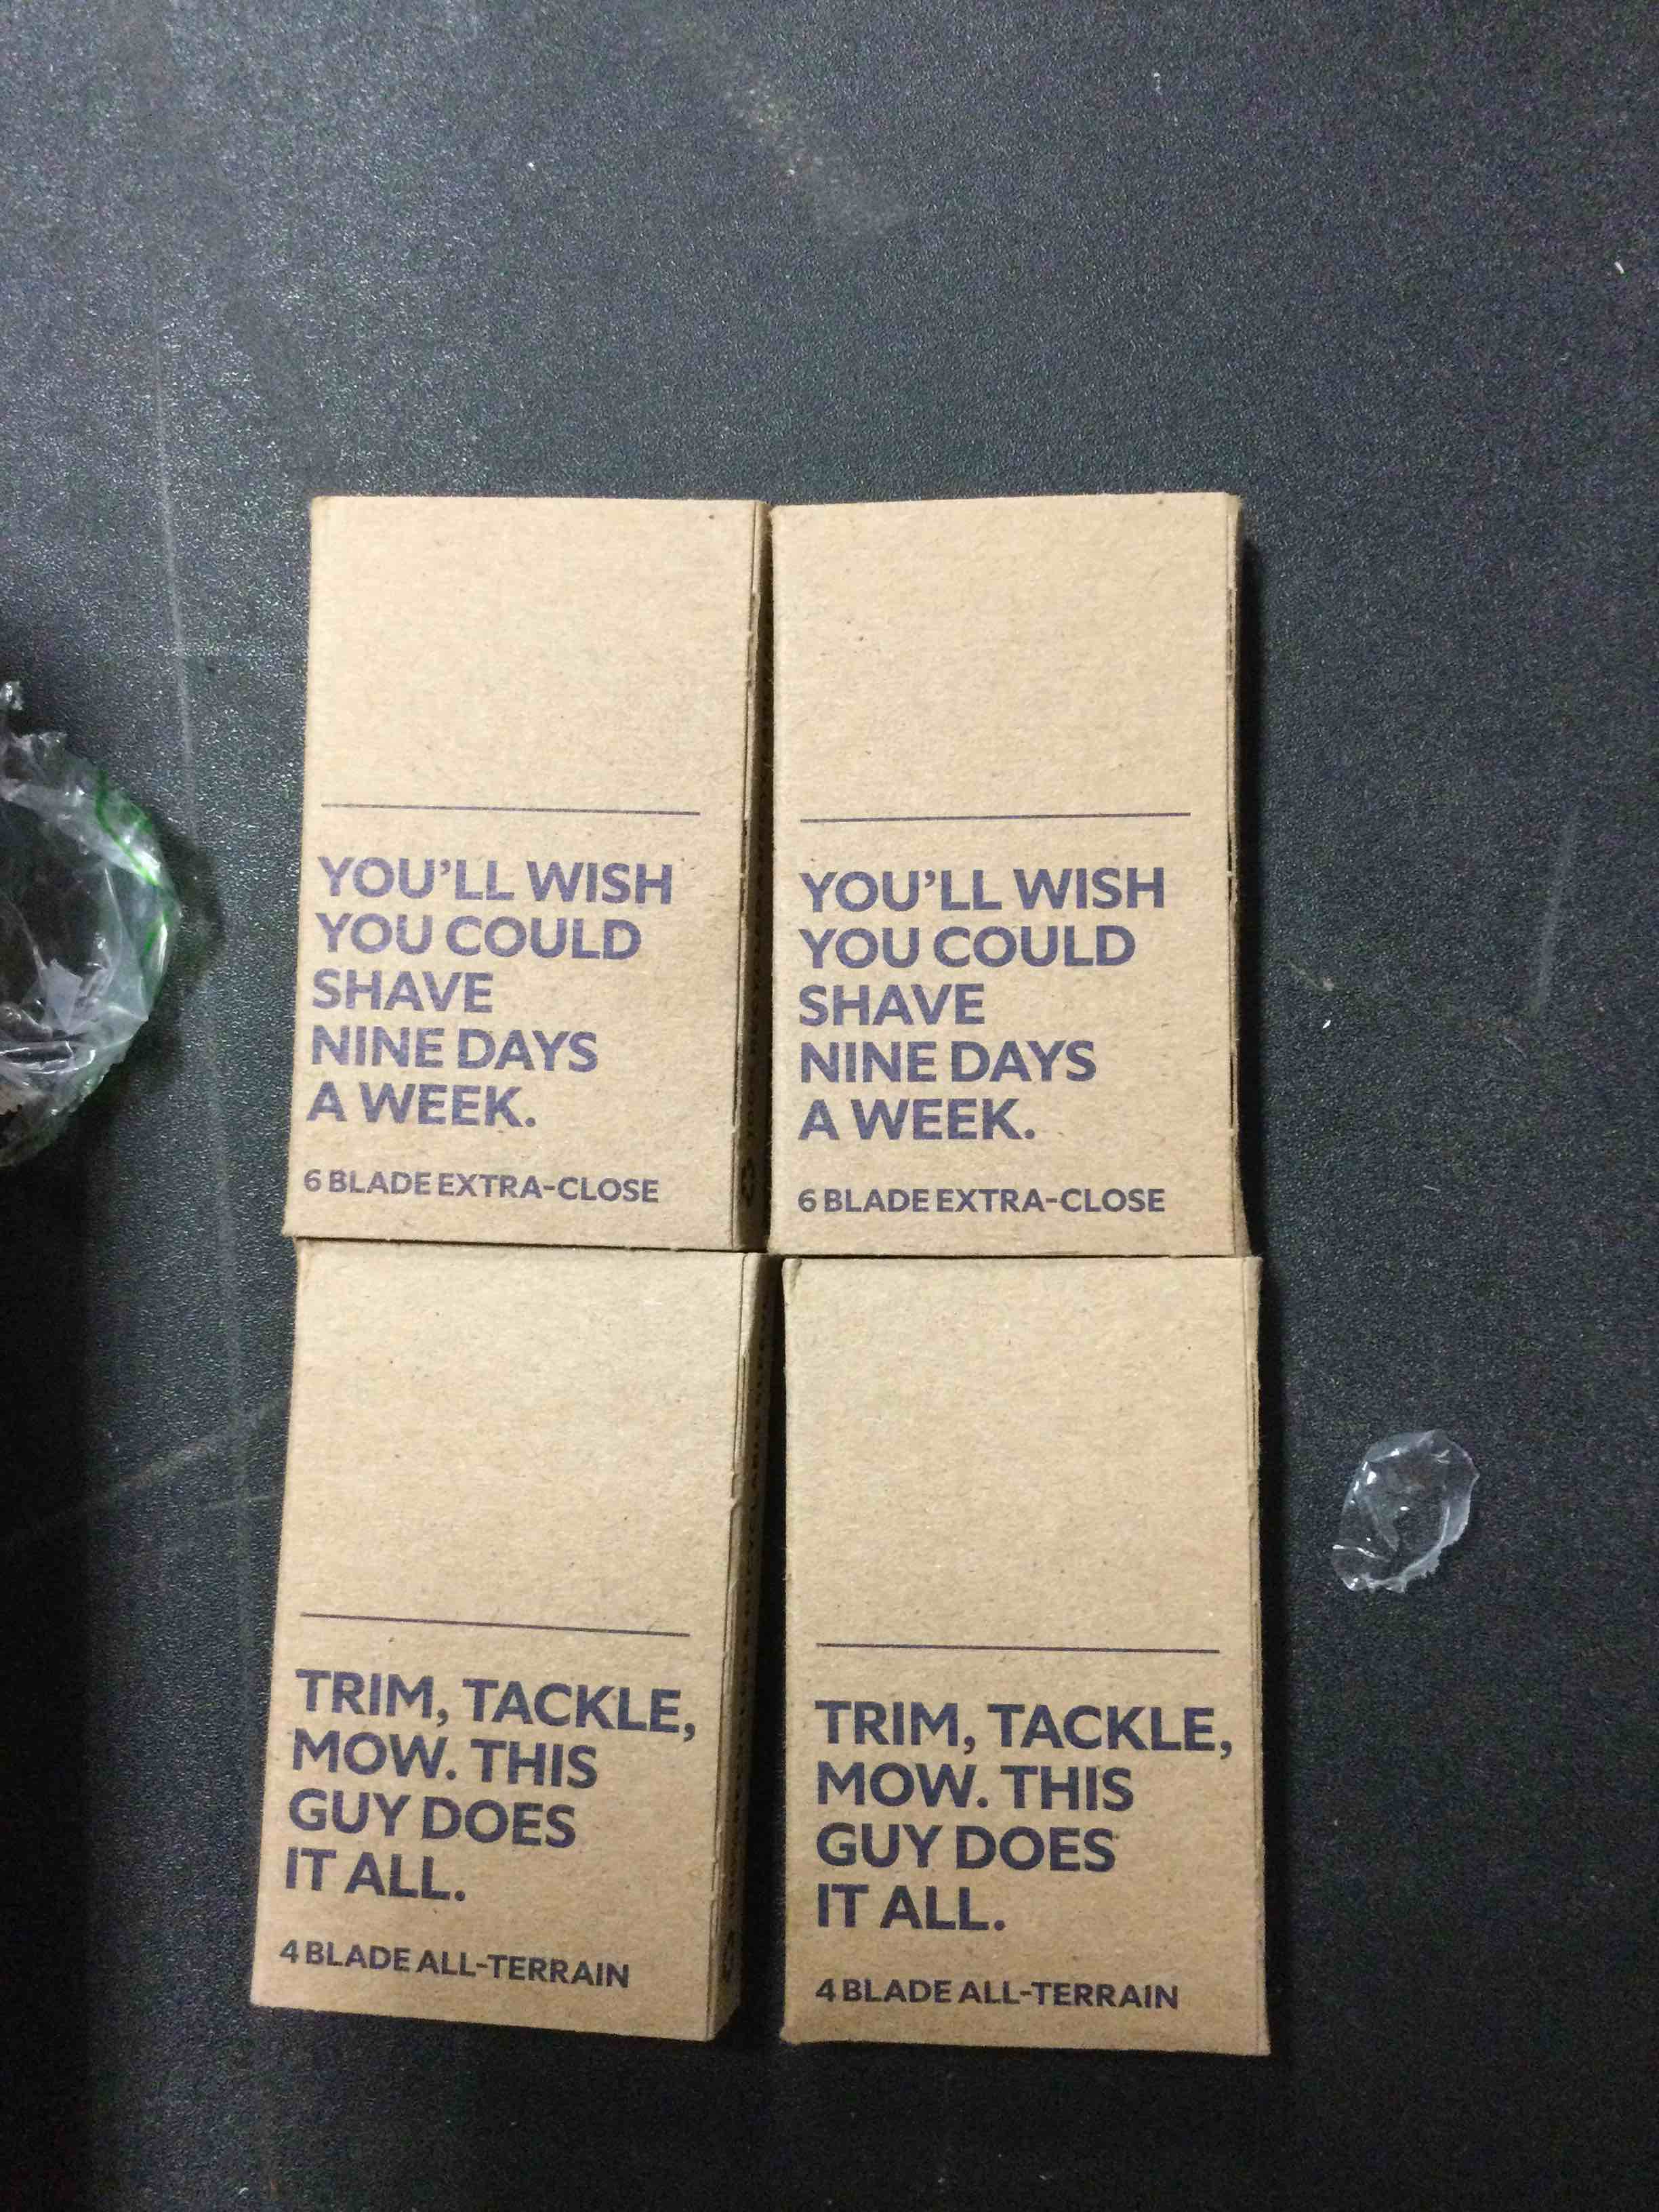 YOU'LL WISH
YOU COULD
SHAVE
NINE DAYS
A WEEK.
6 BLADE EXTRA-CLOSE
YOU'LL WISH
YOU COULD
SHAVE
NINE DAYS
A WEEK.
6 BLADE EXTRA-CLOSE
TRIM, TACKLE,
MOW. THIS
GUY DOES
IT ALL.
4 BLADE ALL-TERRAIN
TRIM, TACKLE,
MOW. THIS
GUY DOES
IT ALL.
4 BLADE ALL-TERRAIN